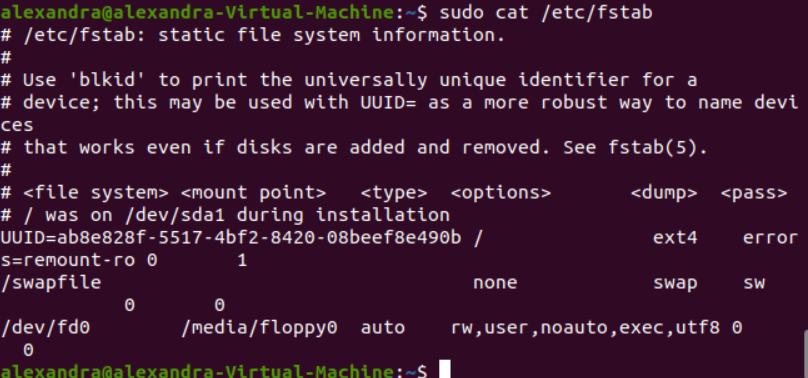 alexandra@alexandra-Virtual-Machine:~$ sudo cat /etc/fstab
# /etc/fstab: static file system information.
#
# Use 'blkid' to print the universally unique identifier for a
# device; this may be used with UUID= as a more robust way to name devi
ces
# that works even if disks are added and removed. See fstab(5).
#
# <file system> <mount point>   <type>  <options>       <dump>  <pass>
# / was on /dev/sda1 during installation
UUID=ab8e828f-5517-4bf2-8420-08beef8e490b /               ext4    error
s=remount-ro 0       1
/swapfile                                 none            swap    sw
           0       0
/dev/fd0        /media/floppy0  auto    rw,user,noauto,exec,utf8 0
  0
alexandra@alexandra-Virtual-Machine:~$